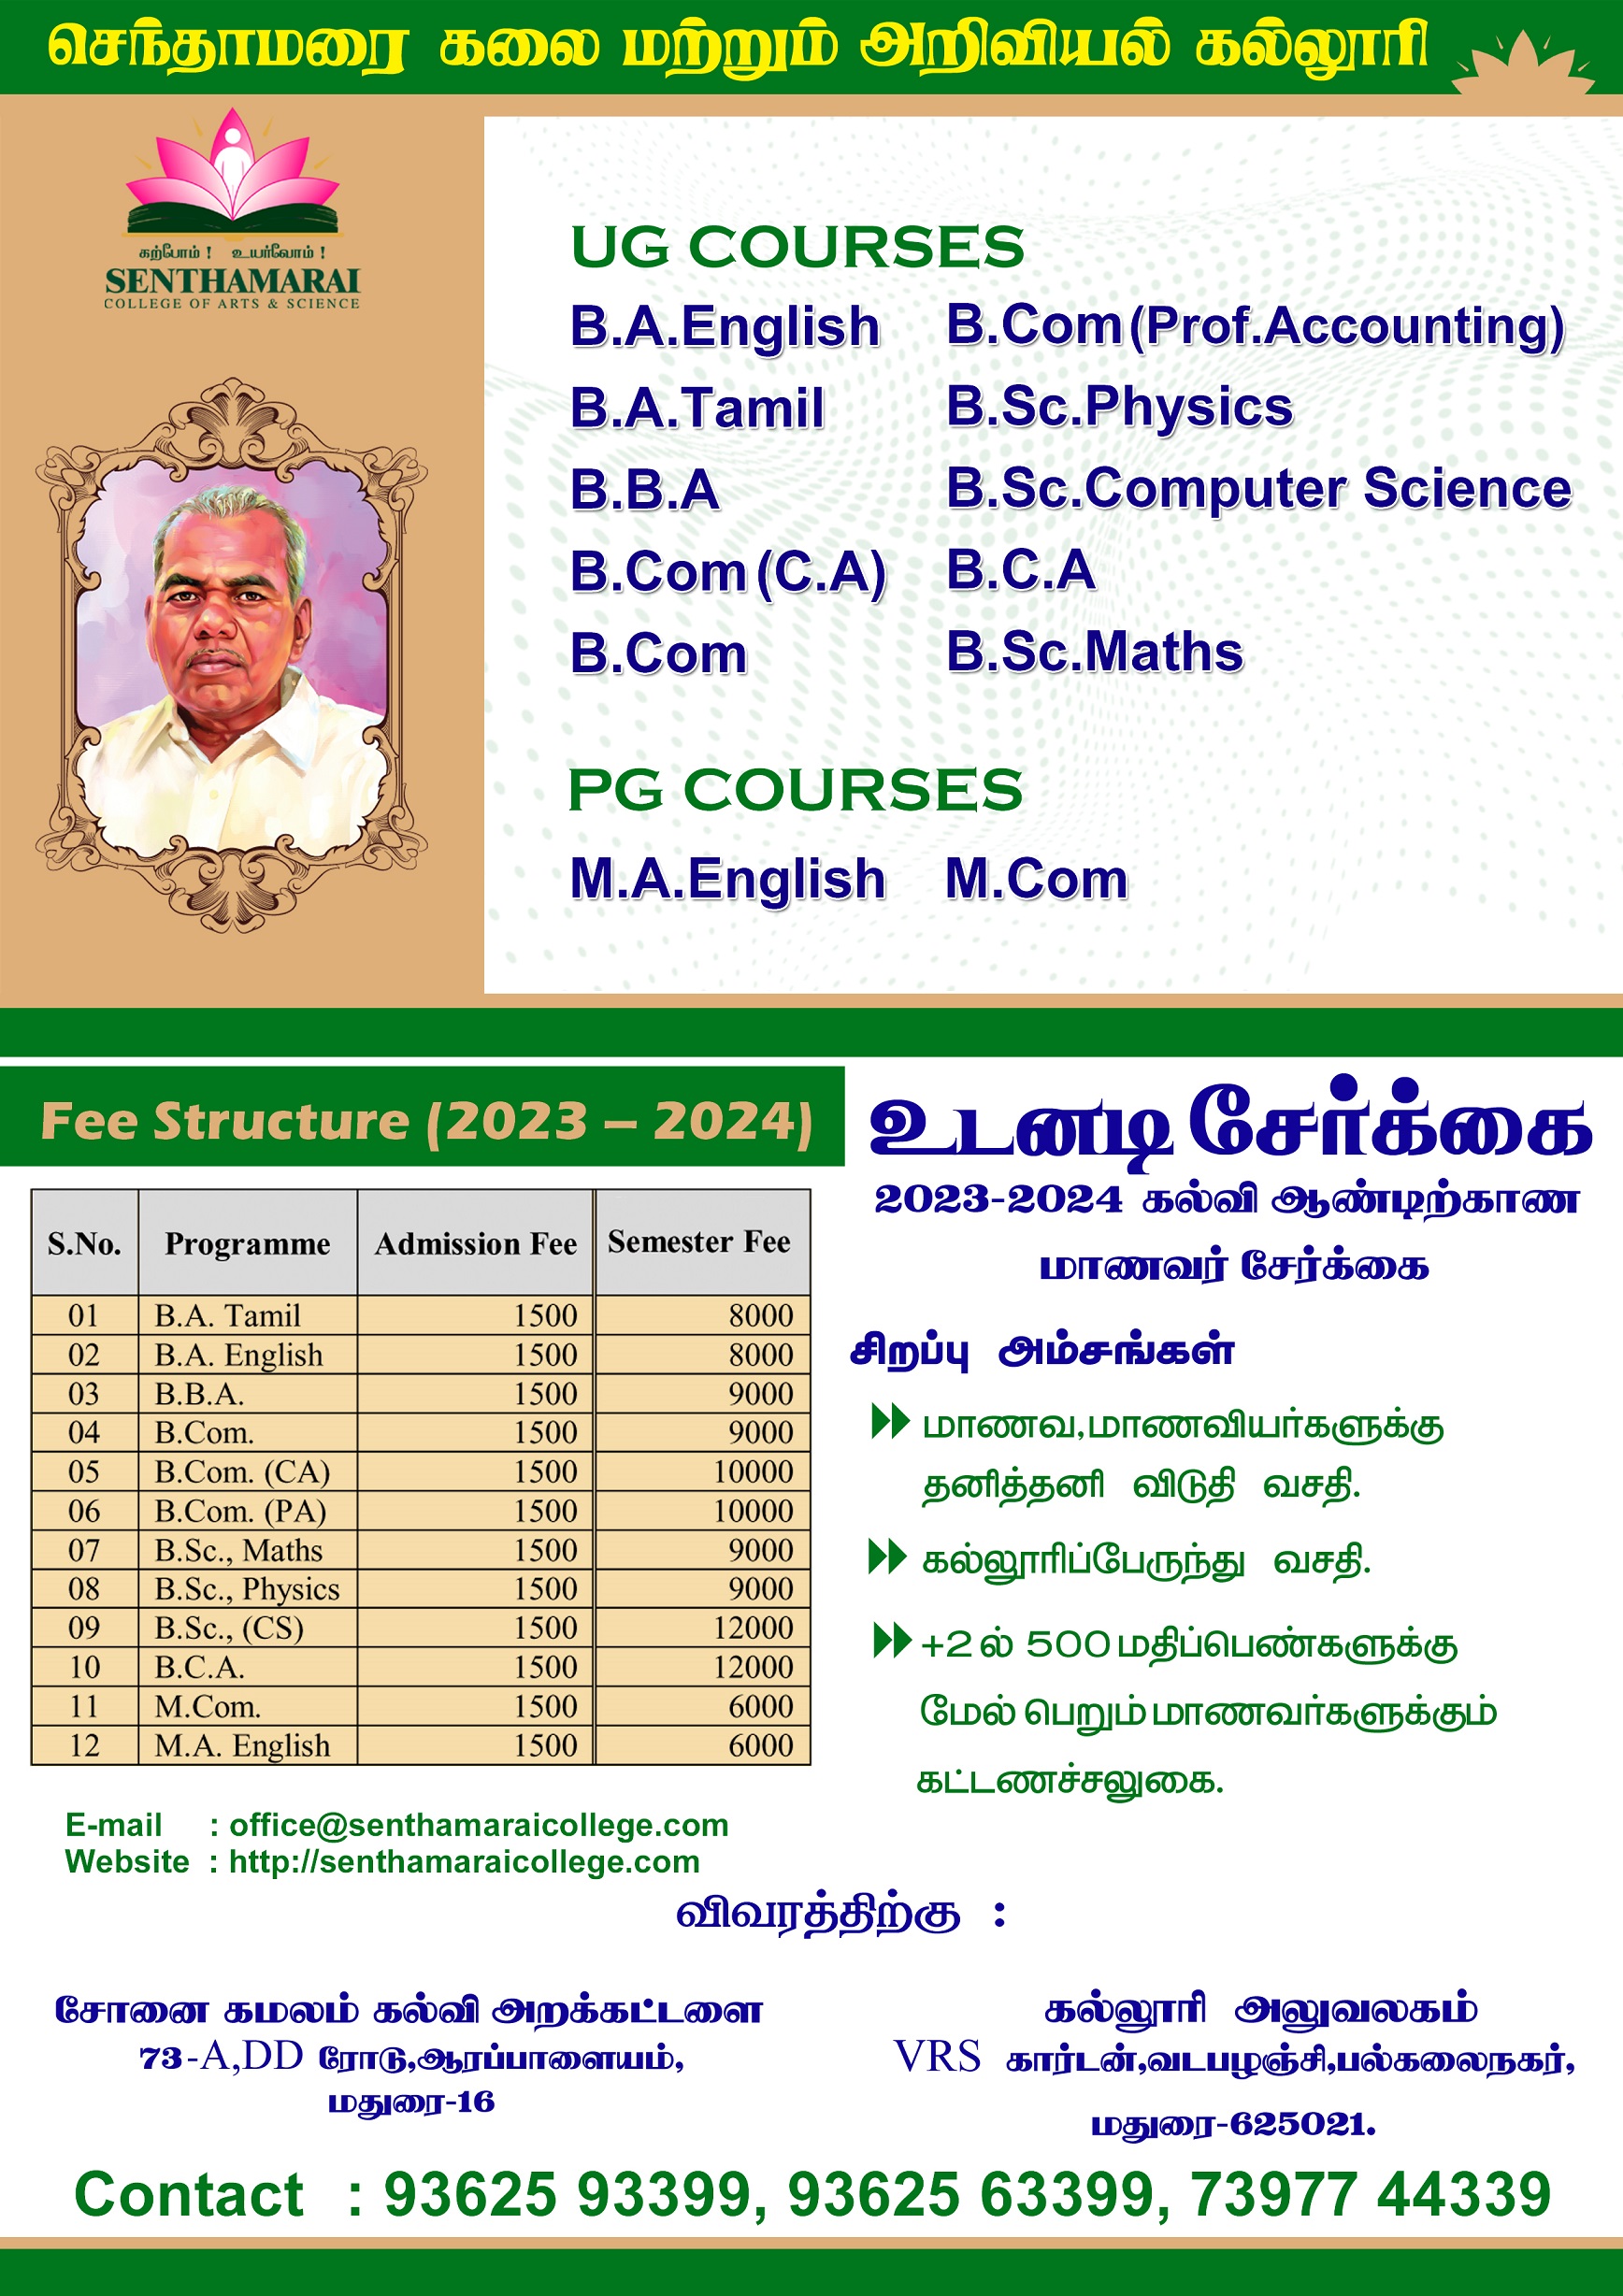 செந்தாமரை கலை மற்றும் அறிவியல் கல்லூரி
கற்போம் ! உயர்வோம் !
SENTHAMARAI
COLLEGE OF ARTS & SCIENCE
UG COURSES
B.A.English B.Com (Prof.Accounting)
B.A.Tamil B.Sc.Physics
B.B.A B.Sc.Computer Science
B.Com (C.A) B.C.A
B.Com B.Sc.Maths
PG COURSES
M.A.English M.Com
Fee Structure (2023 – 2024)
S.No. Programme Admission Fee Semester Fee
01 B.A. Tamil 1500 8000
02 B.A. English 1500 8000
03 B.B.A. 1500 9000
04 B.Com. 1500 9000
05 B.Com. (CA) 1500 10000
06 B.Com. (PA) 1500 10000
07 B.Sc., Maths 1500 9000
08 B.Sc., Physics 1500 9000
09 B.Sc., (CS) 1500 12000
10 B.C.A. 1500 12000
11 M.Com. 1500 6000
12 M.A. English 1500 6000
E-mail : office@senthamaraicollege.com
Website : http://senthamaraicollege.com
உடனடி சேர்க்கை
2023-2024 கல்வி ஆண்டிற்காண
மாணவர் சேர்க்கை
சிறப்பு அம்சங்கள்
மாணவ,மாணவியர்களுக்கு
தனித்தனி விடுதி வசதி.
கல்லூரிப்பேருந்து வசதி.
+2 ல் 500 மதிப்பெண்களுக்கு
மேல் பெறும் மாணவர்களுக்கும்
கட்டணச்சலுகை.
விவரத்திற்கு :
சோனை கமலம் கல்வி அறக்கட்டளை
73-A,DD ரோடு,ஆரப்பாளையம்,
மதுரை-16
கல்லூரி அலுவலகம்
VRS கார்டன்,வடபழஞ்சி,பல்கலைநகர்,
மதுரை-625021.
Contact : 93625 93399, 93625 63399, 73977 44339